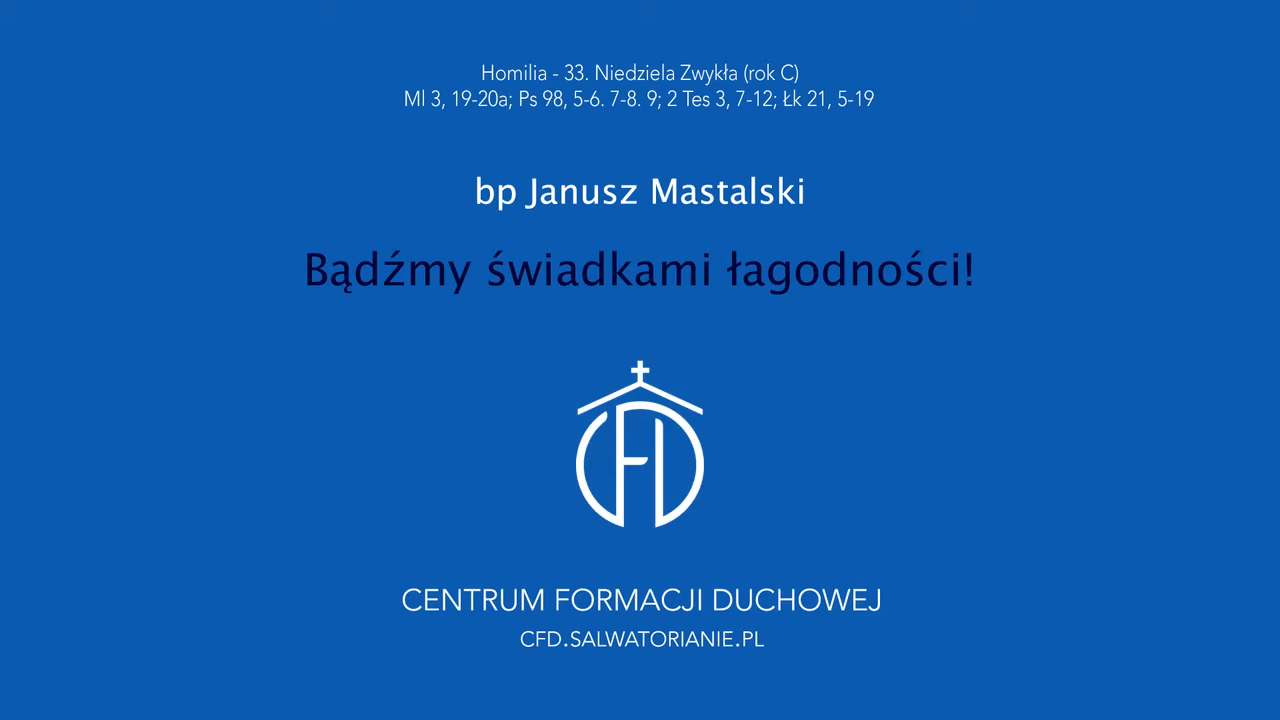 Homilia - 33. Niedziela Zwykła (rok C)
Ml 3, 19-20a; Ps 98, 5-6. 7-8. 9; 2 Tes 3, 7-12; Łk 21, 5-19
bp Janusz Mastalski
Bądźmy świadkami łagodności!
CFD
CENTRUM FORMACJI DUCHOWEJ
CFD.SALWATORIANIE.PL